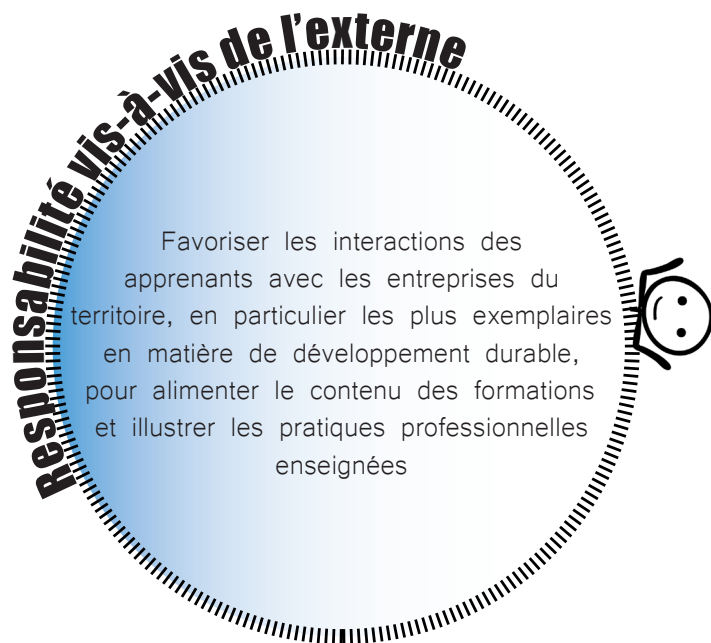 Responsabilité vis-à-vis de l’externe
Favoriser les interactions des
apprenants avec les entreprises du
territoire, en particulier les plus exemplaires
en matière de développement durable,
pour alimenter le contenu des formations
et illustrer les pratiques professionnelles
enseignées